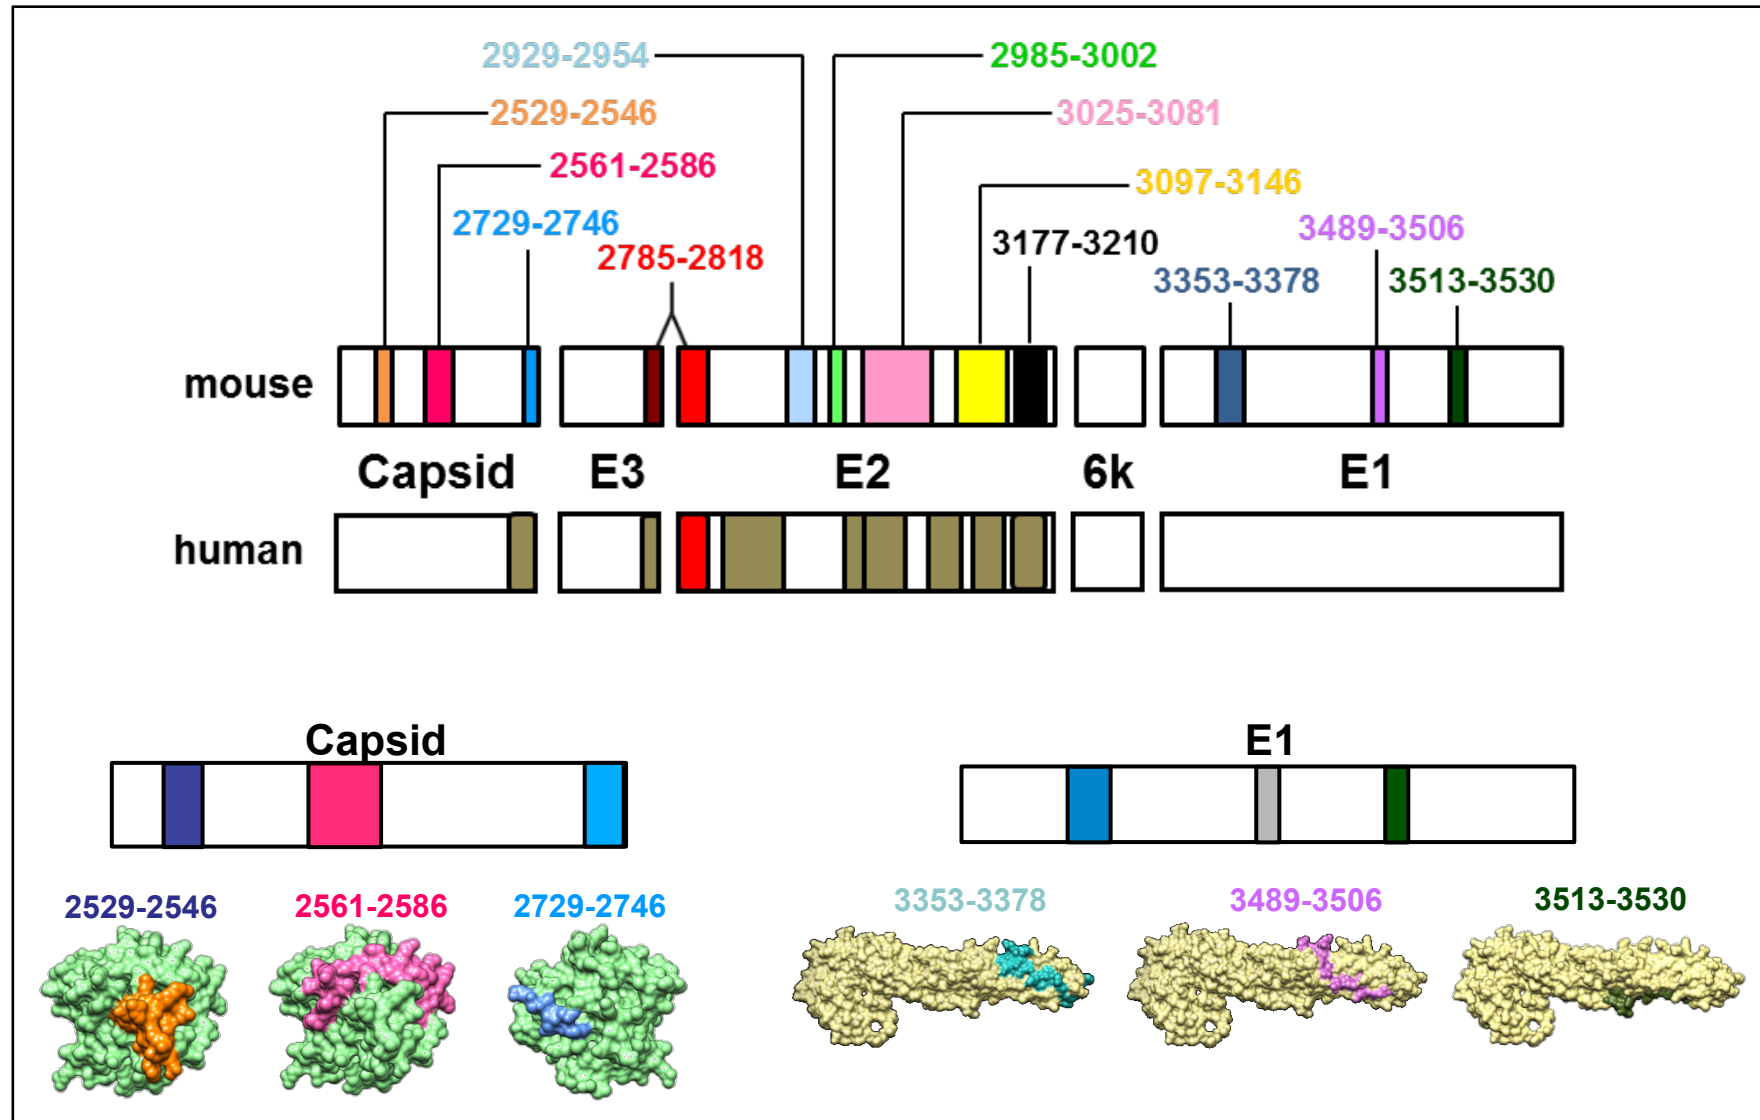 2929-2954
2985-3002
2529-2546
3025-3081
2561-2586
3097-3146
2729-2746
2785-2818
3177-3210
3489-3506
3353-3378
3513-3530
mouse
Capsid E3 E2 6k E1
human
Capsid
E1
2529-2546 2561-2586 2729-2746
3353-3378 3489-3506 3513-3530